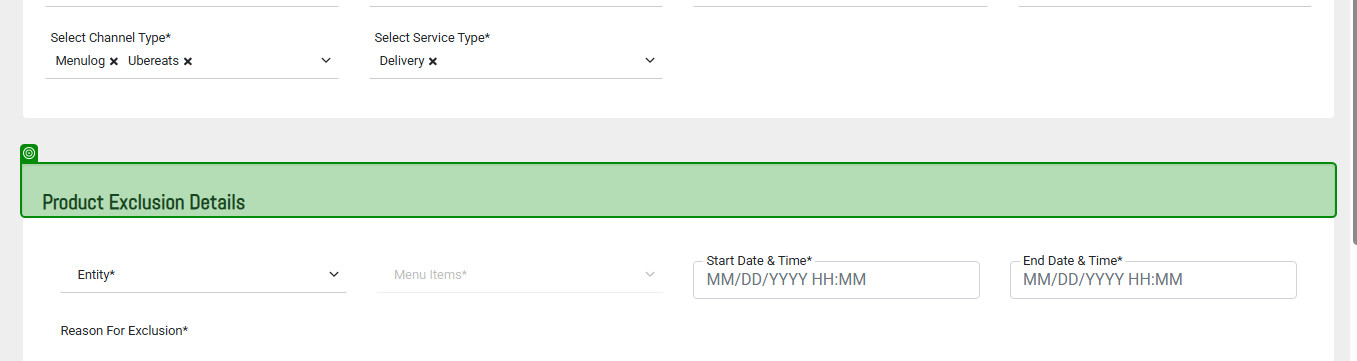 Select Channel Type*
Select Service Type*
Menulog × Ubereats ×
Delivery ×
Product Exclusion Details
Entity*
Menu Items*
Start Date & Time*
MM/DD/YYYY HH:MM
End Date & Time*
MM/DD/YYYY HH:MM
Reason For Exclusion*